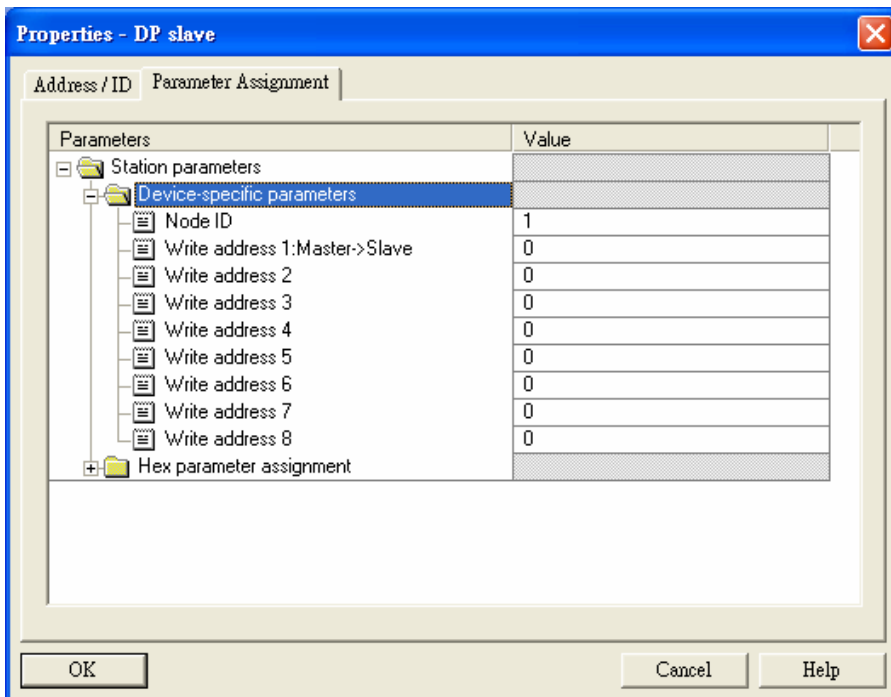 Properties - DP slave
Address / ID Parameter Assignment
Parameters Value
Station parameters
Device-specific parameters
Node ID 1
Write address 1:Master->Slave 0
Write address 2 0
Write address 3 0
Write address 4 0
Write address 5 0
Write address 6 0
Write address 7 0
Write address 8 0
Hex parameter assignment
OK Cancel Help